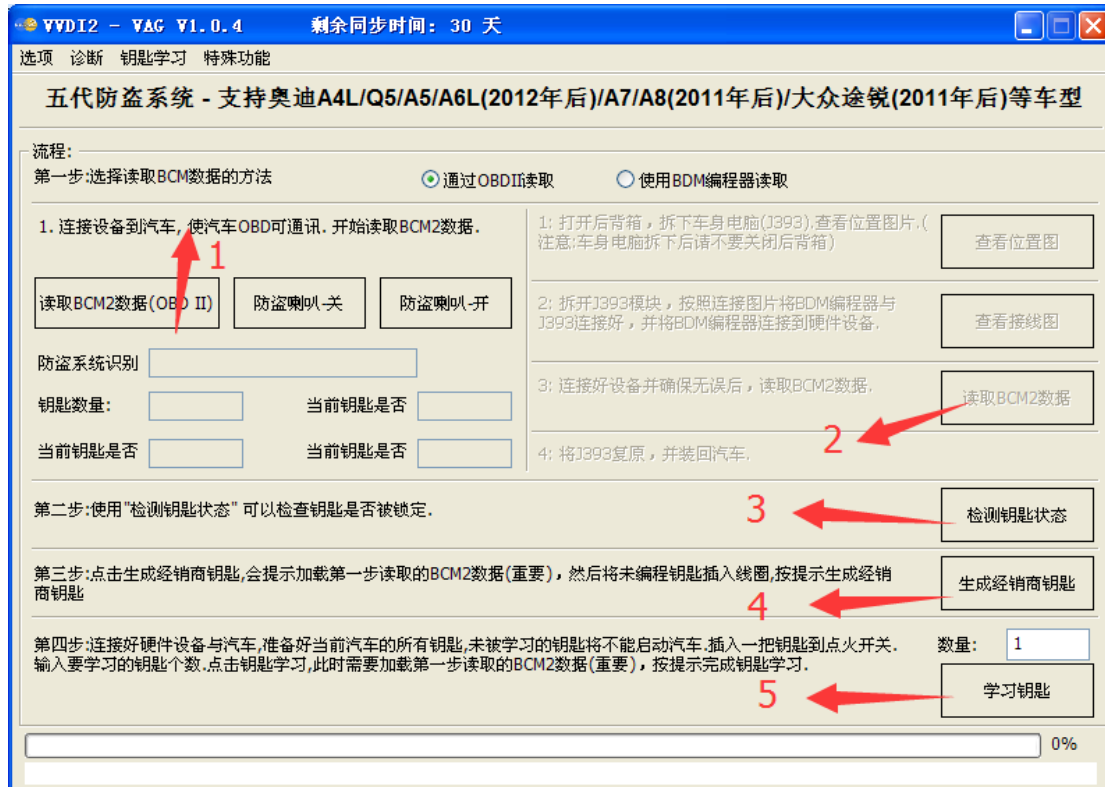 VVDI2 - VAG V1.0.4 剩余同步时间: 30 天
选项 诊断 钥匙学习 特殊功能
五代防盗系统 - 支持奥迪A4L/Q5/A5/A6L(2012年后)/A7/A8(2011年后)/大众途锐(2011年后)等车型
流程:
第一步:选择读取BCM数据的方法
通过OBDII读取
使用BDM编程器读取
1. 连接设备到汽车, 使汽车OBD可通讯. 开始读取BCM2数据.
1
读取BCM2数据(OBD II)
防盗喇叭-关
防盗喇叭-开
防盗系统识别
钥匙数量:
当前钥匙是否
当前钥匙是否
当前钥匙是否
1: 打开后背箱，拆下车身电脑(J393).查看位置图片.(
注意:车身电脑拆下后请不要关闭后背箱)
查看位置图
2: 拆开J393模块，按照连接图片将BDM编程器与
J393连接好，并将BDM编程器连接到硬件设备.
查看接线图
3: 连接好设备并确保无误后，读取BCM2数据.
读取BCM2数据
2
4: 将J393复原，并装回汽车.
第二步:使用"检测钥匙状态" 可以检查钥匙是否被锁定.
3
检测钥匙状态
第三步:点击生成经销商钥匙,会提示加载第一步读取的BCM2数据(重要)，然后将未编程钥匙插入线圈,按提示生成经销
商钥匙
4
生成经销商钥匙
第四步:连接好硬件设备与汽车,准备好当前汽车的所有钥匙,未被学习的钥匙将不能启动汽车.插入一把钥匙到点火开关.
输入要学习的钥匙个数.点击钥匙学习,此时需要加载第一步读取的BCM2数据(重要)，按提示完成钥匙学习.
数量: 1
5
学习钥匙
0%